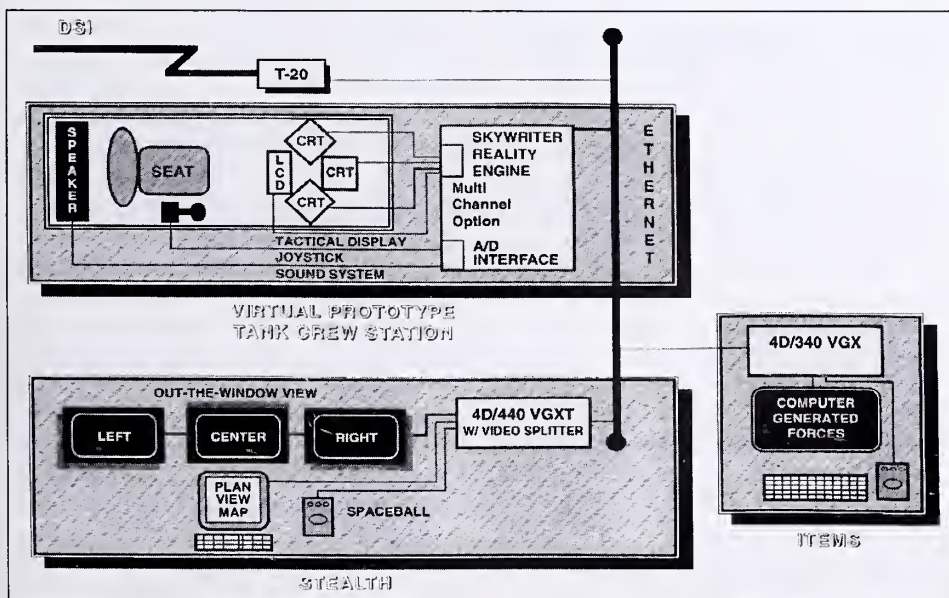 DSI
T-20
SPEAKER
SEAT
LCD
CRT
CRT
CRT
SKYWRITER
REALITY
ENGINE
Multi
Channel
Option
A/D
INTERFACE
ETHERNET
TACTICAL DISPLAY
JOYSTICK
SOUND SYSTEM
VIRTUAL PROTOTYPE
TANK CREW STATION
OUT-THE-WINDOW VIEW
LEFT
CENTER
RIGHT
4D/440 VGXT
W/ VIDEO SPLITTER
PLAN
VIEW
MAP
SPACEBALL
STEALTH
4D/340 VGX
COMPUTER
GENERATED
FORCES
ITEMS